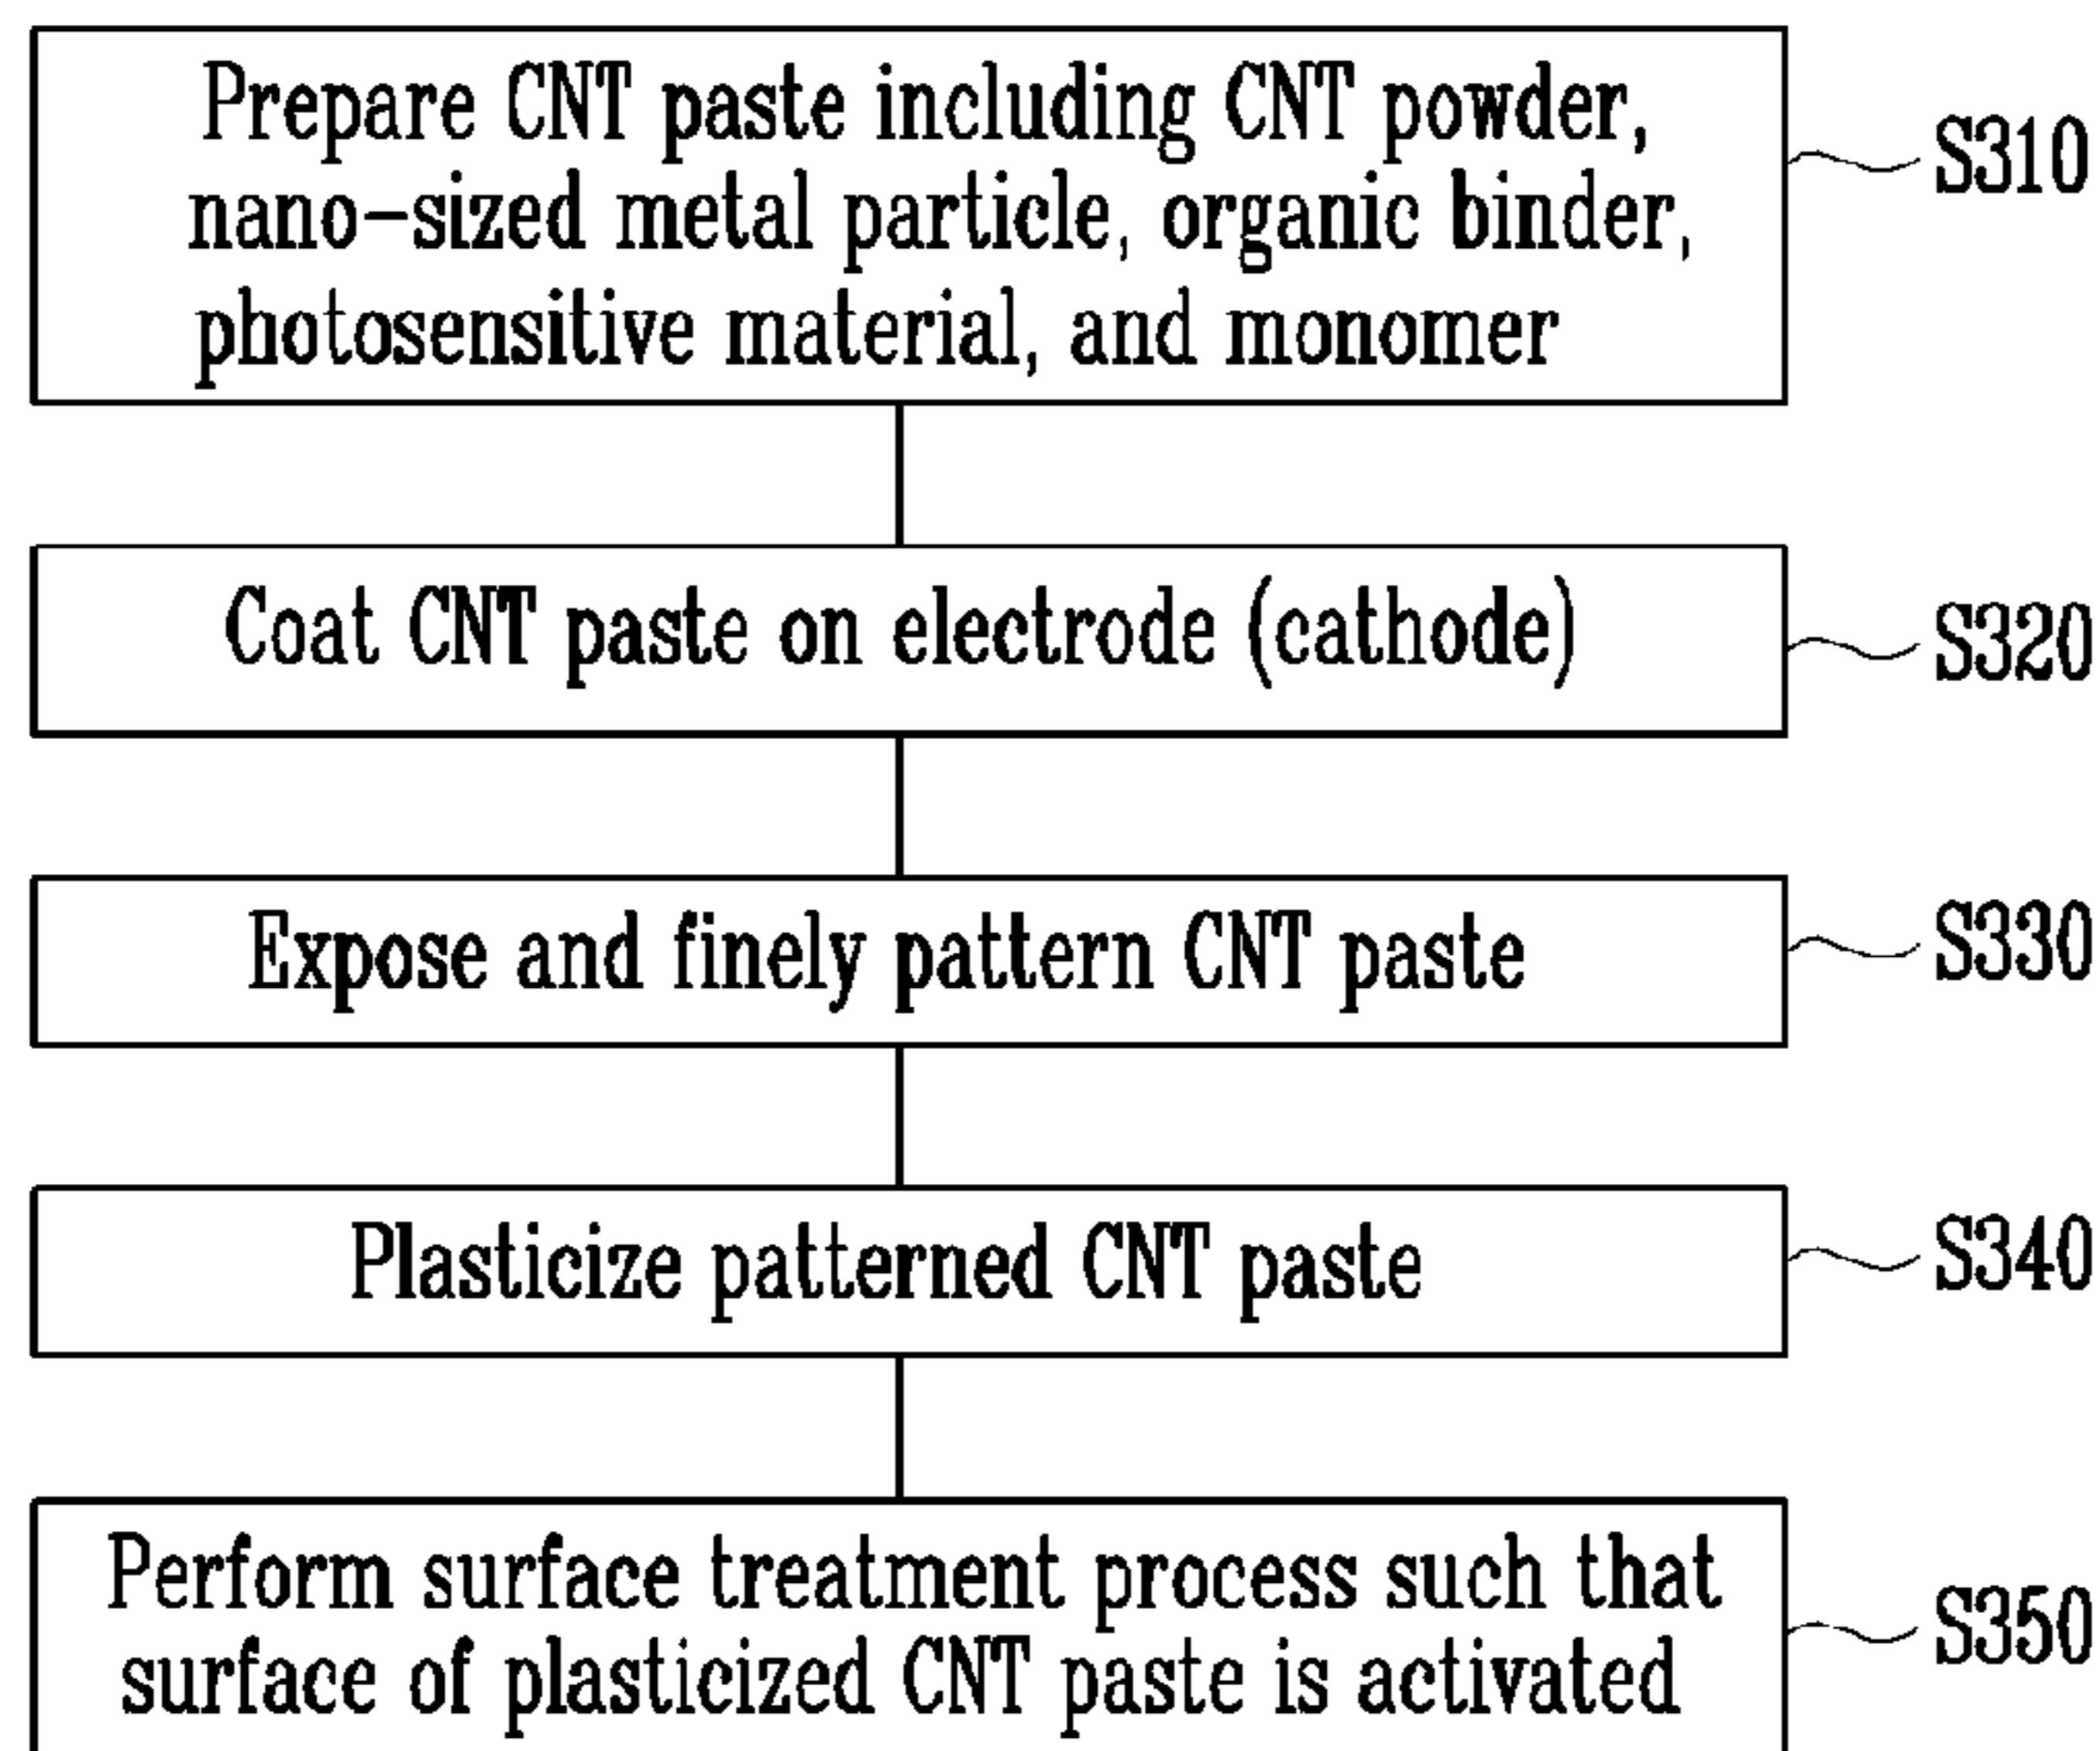 Prepare CNT paste including CNT powder,
nano-sized metal particle, organic binder,
photosensitive material, and monomer
S310
Coat CNT paste on electrode (cathode)
S320
Expose and finely pattern CNT paste
S330
Plasticize patterned CNT paste
S340
Perform surface treatment process such that
surface of plasticized CNT paste is activated
S350